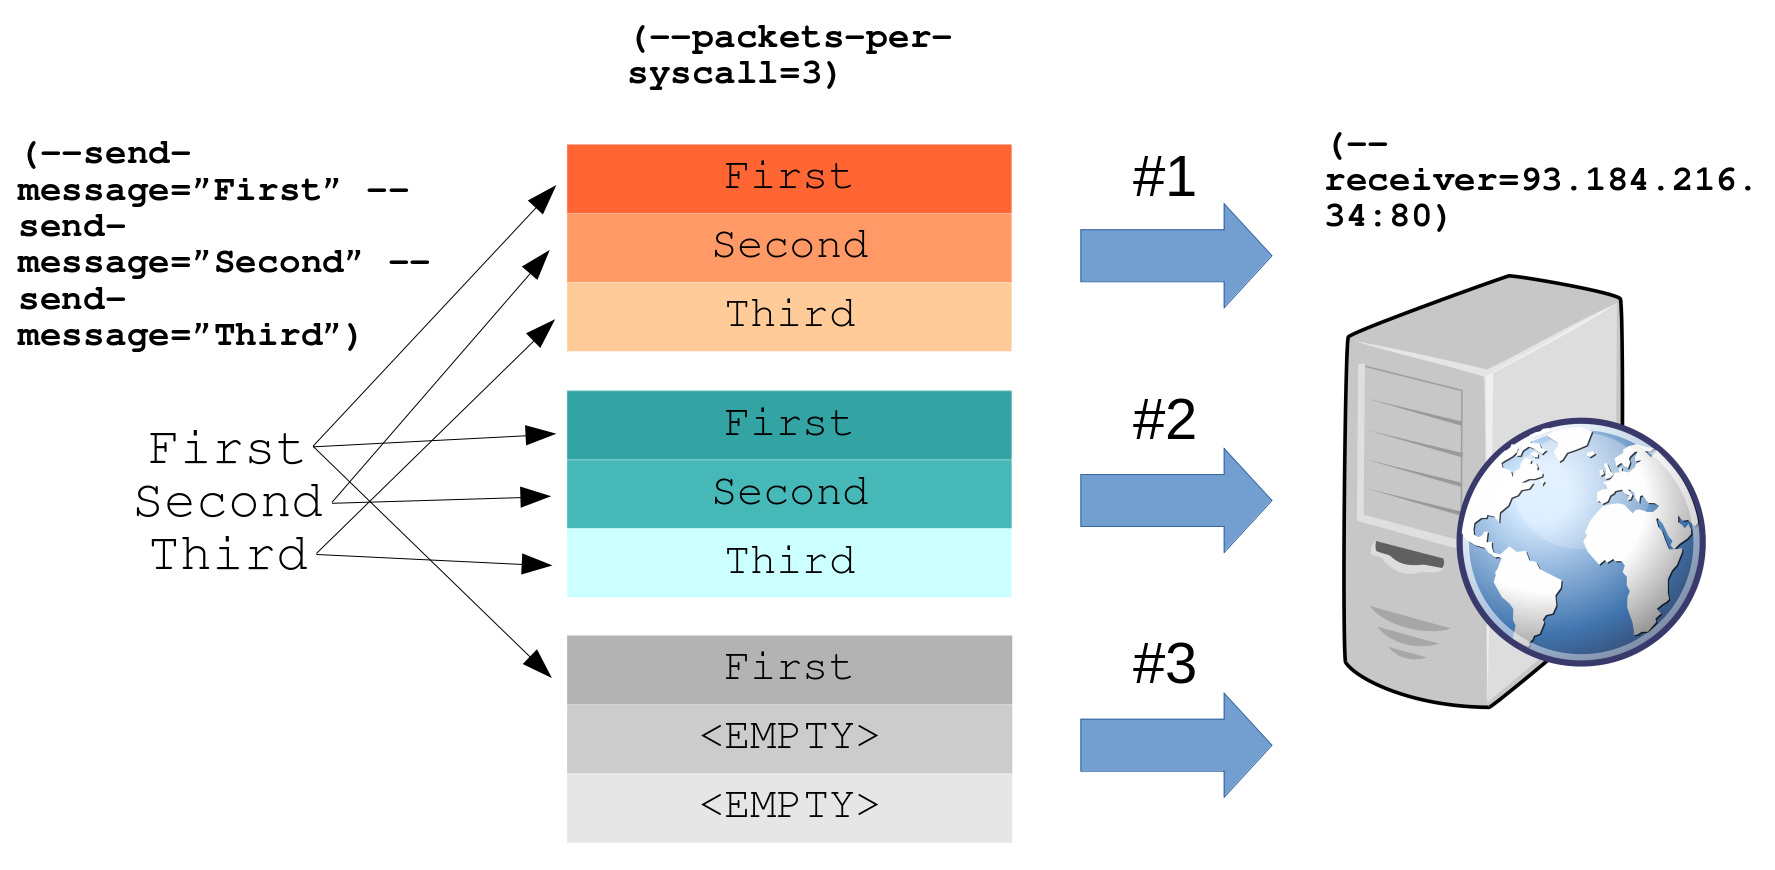 (--packets-per-
syscall=3)
(--send-
message=”First” --
send-
message=”Second” --
send-
message=”Third”)
First
Second
Third
First
Second
Third
First
Second
Third
First
<EMPTY>
<EMPTY>
#1
#2
#3
(--
receiver=93.184.216.
34:80)